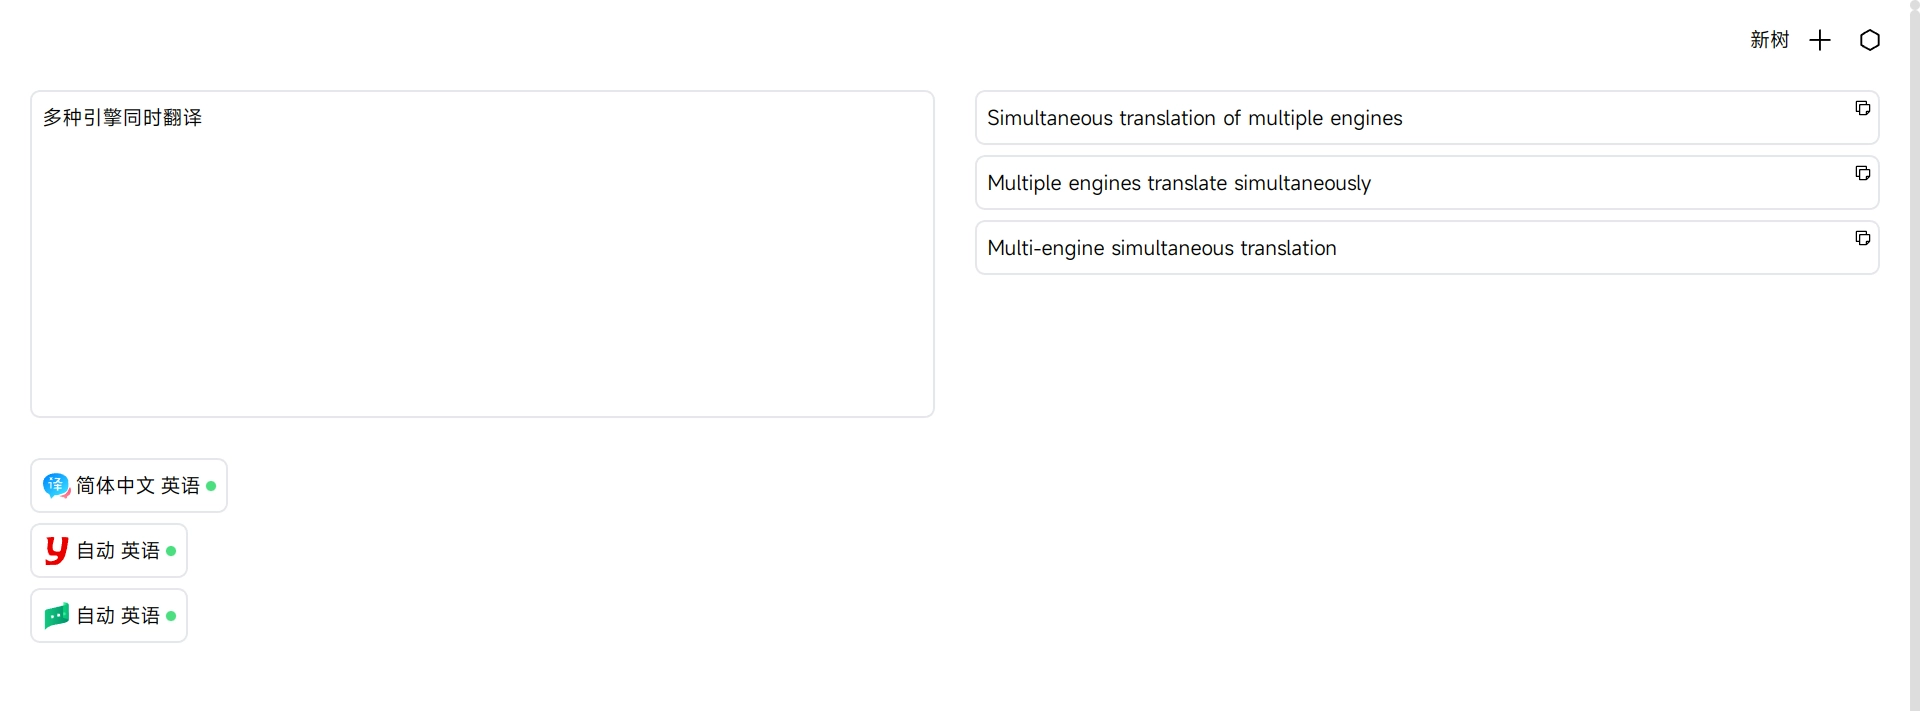 新树
多种引擎同时翻译
Simultaneous translation of multiple engines
Multiple engines translate simultaneously
Multi-engine simultaneous translation
译 简体中文 英语
y 自动 英语
自动 英语